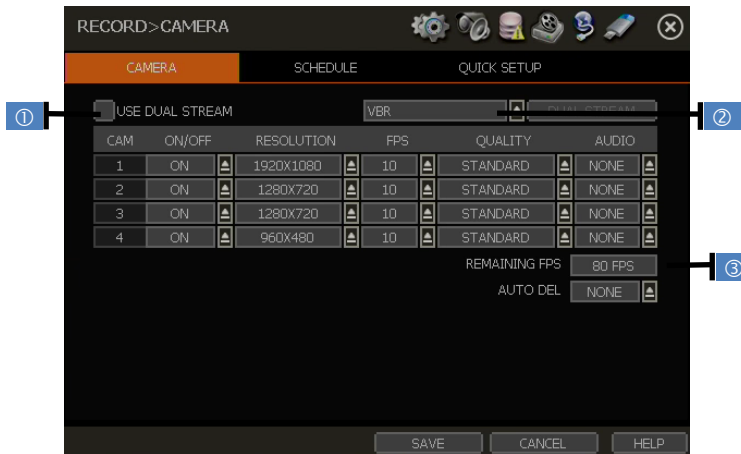 RECORD>CAMERA
CAMERA SCHEDULE QUICK SETUP
① USE DUAL STREAM VBR DUAL STREAM ②
CAM ON/OFF RESOLUTION FPS QUALITY AUDIO
1 ON 1920X1080 10 STANDARD NONE
2 ON 1280X720 10 STANDARD NONE
3 ON 1280X720 10 STANDARD NONE
4 ON 960X480 10 STANDARD NONE
REMAINING FPS 80 FPS ③
AUTO DEL NONE
SAVE CANCEL HELP